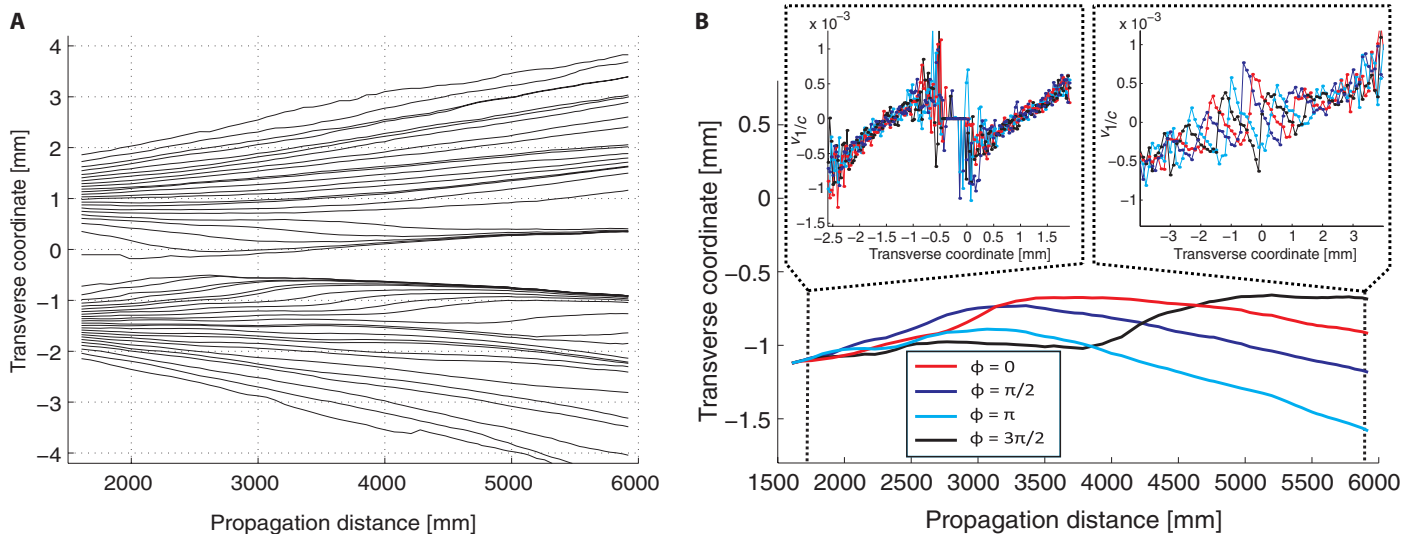 A
Transverse coordinate [mm]
4
3
2
1
0
−1
−2
−3
−4
2000 3000 4000 5000 6000
Propagation distance [mm]
B
Transverse coordinate [mm]
0.5
0
−0.5
−1
−1.5
1500 2000 2500 3000 3500 4000 4500 5000 5500 6000
Propagation distance [mm]
x 10⁻³
v1/c
1
0.5
0
−0.5
−1
−1.5
−2.5 −2 −1.5 −1 −0.5 0 0.5 1 1.5
Transverse coordinate [mm]
x 10⁻³
v1/c
1
0.5
0
−0.5
−1
−3 −2 −1 0 1 2 3
Transverse coordinate [mm]
ϕ = 0
ϕ = π/2
ϕ = π
ϕ = 3π/2